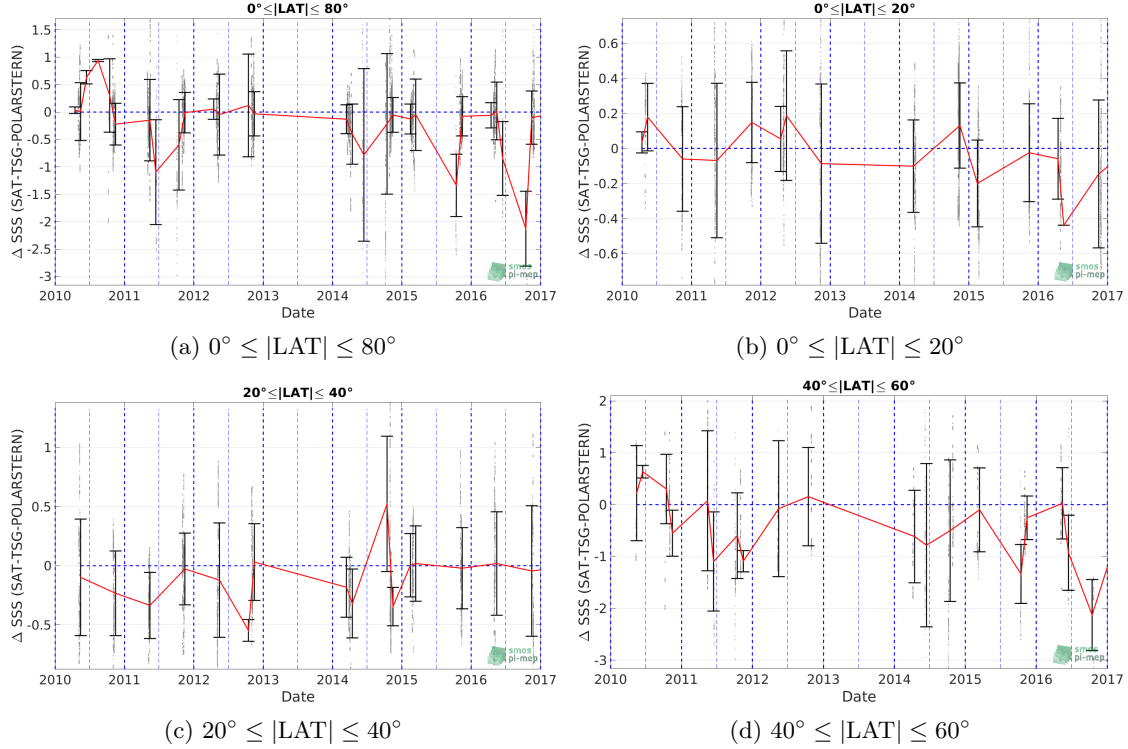 0°≤|LAT|≤ 80°
Δ SSS (SAT-TSG-POLARSTERN)
1.5
1
0.5
0
-0.5
-1
-1.5
-2
-2.5
-3
2010 2011 2012 2013 2014 2015 2016 2017
Date
smos
pi-mep
(a) 0° ≤ |LAT| ≤ 80°
0°≤|LAT|≤ 20°
Δ SSS (SAT-TSG-POLARSTERN)
0.6
0.4
0.2
0
-0.2
-0.4
-0.6
2010 2011 2012 2013 2014 2015 2016 2017
Date
smos
pi-mep
(b) 0° ≤ |LAT| ≤ 20°
20°≤|LAT|≤ 40°
Δ SSS (SAT-TSG-POLARSTERN)
1
0.5
0
-0.5
2010 2011 2012 2013 2014 2015 2016 2017
Date
smos
pi-mep
(c) 20° ≤ |LAT| ≤ 40°
40°≤|LAT|≤ 60°
Δ SSS (SAT-TSG-POLARSTERN)
2
1
0
-1
-2
-3
2010 2011 2012 2013 2014 2015 2016 2017
Date
smos
pi-mep
(d) 40° ≤ |LAT| ≤ 60°